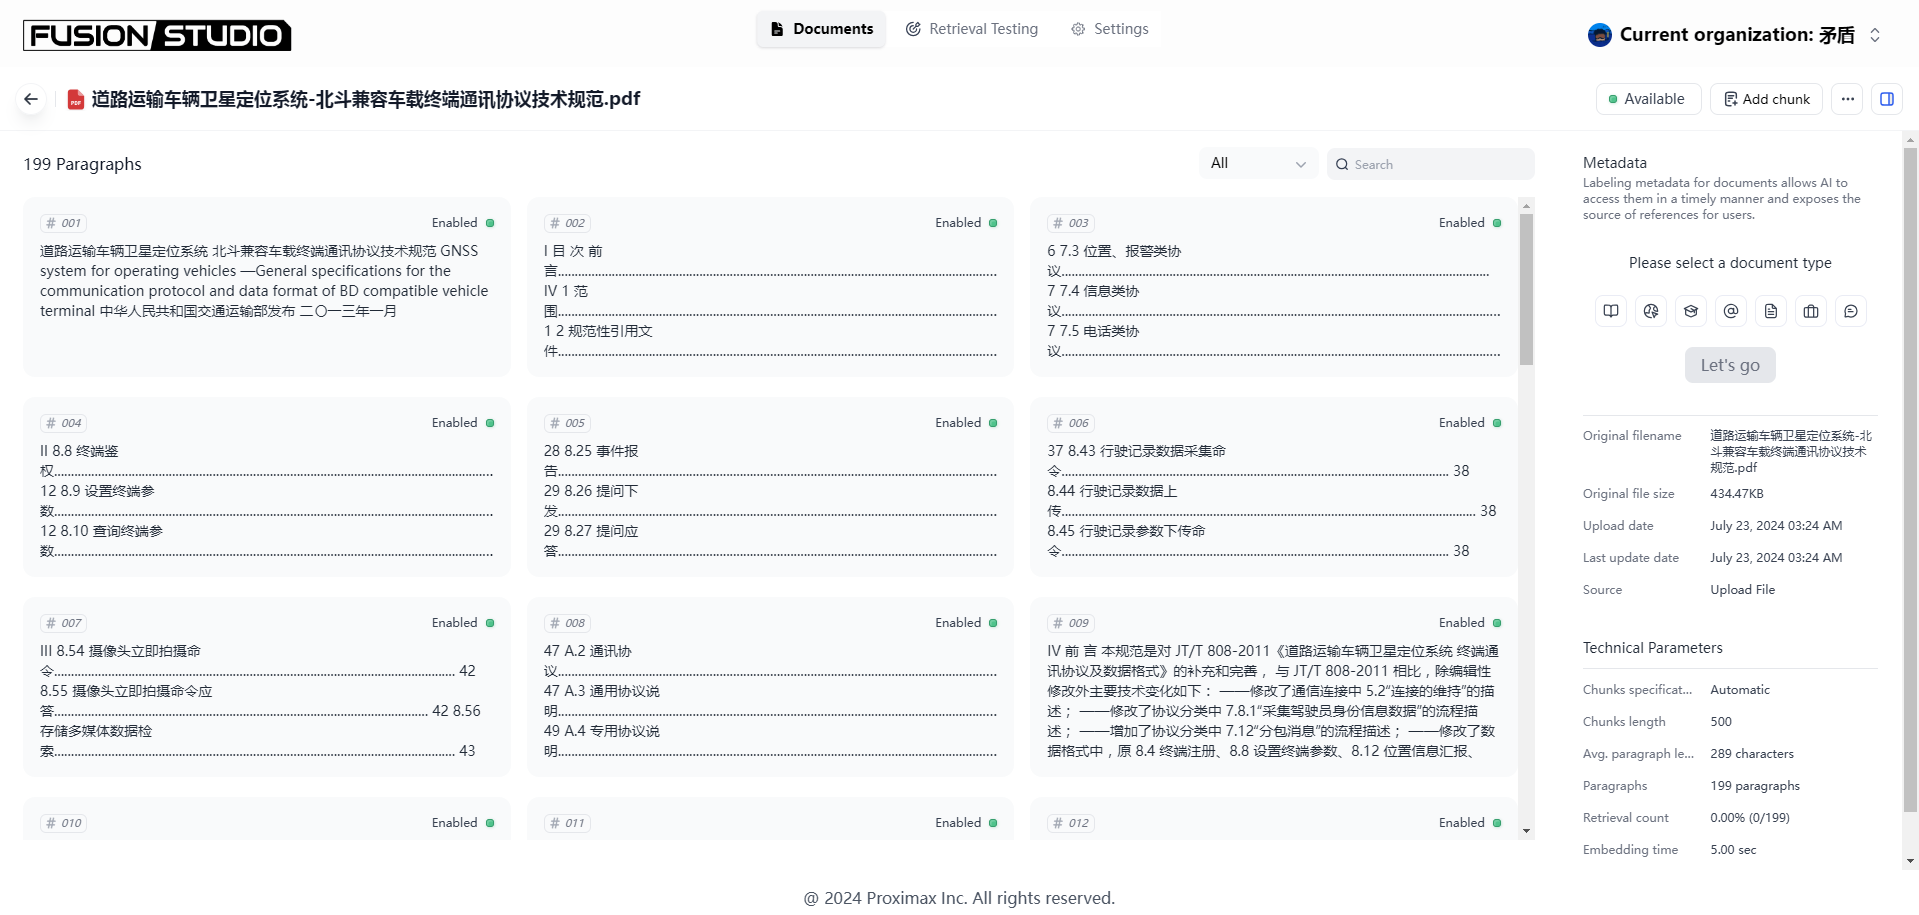 FUSION STUDIO
Documents
Retrieval Testing
Settings
Current organization: 矛盾
PDF
道路运输车辆卫星定位系统-北斗兼容车载终端通讯协议技术规范.pdf
Available
Add chunk
199 Paragraphs
All
Search
# 001
Enabled
道路运输车辆卫星定位系统 北斗兼容车载终端通讯协议技术规范 GNSS
system for operating vehicles —General specifications for the
communication protocol and data format of BD compatible vehicle
terminal 中华人民共和国交通运输部发布 二〇一三年一月
# 002
Enabled
I 目 次 前
言..........................................................................................................
IV 1 范
围..........................................................................................................
1 2 规范性引用文
件..........................................................................................................
# 003
Enabled
6 7.3 位置、报警类协
议.......................................................................................................
7 7.4 信息类协
议..........................................................................................................
7 7.5 电话类协
议..........................................................................................................
# 004
Enabled
II 8.8 终端鉴
权..........................................................................................................
12 8.9 设置终端参
数..........................................................................................................
12 8.10 查询终端参
数..........................................................................................................
# 005
Enabled
28 8.25 事件报
告..........................................................................................................
29 8.26 提问下
发..........................................................................................................
29 8.27 提问应
答..........................................................................................................
# 006
Enabled
37 8.43 行驶记录数据采集命
令.............................................................................................. 38
8.44 行驶记录数据上
传.................................................................................................... 38
8.45 行驶记录参数下传命
令.............................................................................................. 38
# 007
Enabled
III 8.54 摄像头立即拍摄命
令................................................................................................. 42
8.55 摄像头立即拍摄命令应
答........................................................................................... 42 8.56
存储多媒体数据检
索................................................................................................. 43
# 008
Enabled
47 A.2 通讯协
议..........................................................................................................
47 A.3 通用协议说
明..........................................................................................................
49 A.4 专用协议说
明..........................................................................................................
# 009
Enabled
IV 前 言 本规范是对 JT/T 808-2011《道路运输车辆卫星定位系统 终端通
讯协议及数据格式》的补充和完善， 与 JT/T 808-2011 相比，除编辑性
修改外主要技术变化如下： ——修改了通信连接中 5.2“连接的维持”的描
述； ——修改了协议分类中 7.8.1“采集驾驶员身份信息数据”的流程描
述； ——增加了协议分类中 7.12“分包消息”的流程描述； ——修改了数
据格式中，原 8.4 终端注册、8.8 设置终端参数、8.12 位置信息汇报、
# 010
Enabled
# 011
Enabled
# 012
Enabled
Metadata
Labeling metadata for documents allows AI to
access them in a timely manner and exposes the
source of references for users.
Please select a document type
Let's go
Original filename
道路运输车辆卫星定位系统-北
斗兼容车载终端通讯协议技术
规范.pdf
Original file size
434.47KB
Upload date
July 23, 2024 03:24 AM
Last update date
July 23, 2024 03:24 AM
Source
Upload File
Technical Parameters
Chunks specificat...
Automatic
Chunks length
500
Avg. paragraph le...
289 characters
Paragraphs
199 paragraphs
Retrieval count
0.00% (0/199)
Embedding time
5.00 sec
@ 2024 Proximax Inc. All rights reserved.